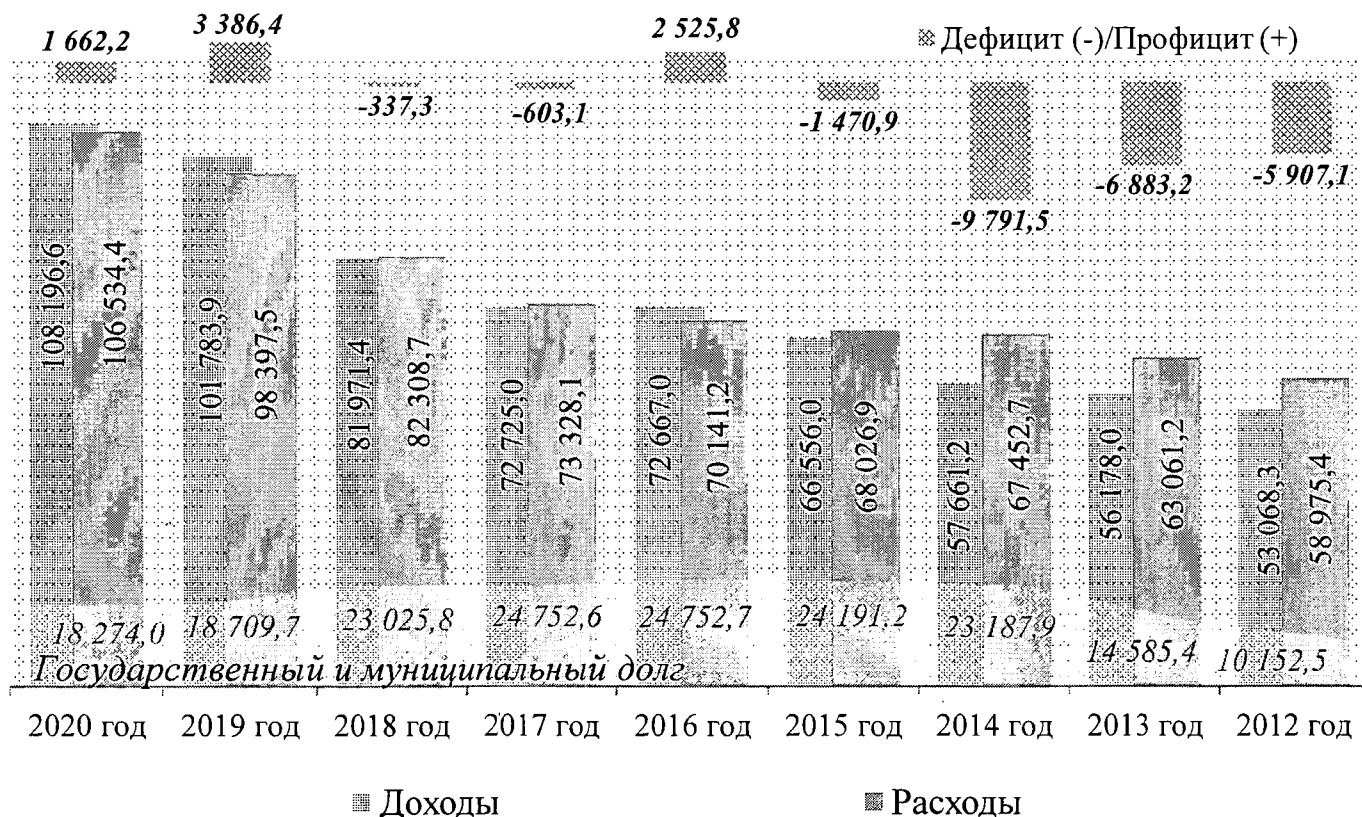 1 662,2 3 386,4 2 525,8
Дефицит (-)/Профицит (+)
-337,3 -603,1 -1 470,9 -9 791,5 -6 883,2 -5 907,1
108 196,6 106 534,4 101 783,9 98 397,5 81 971,4 82 308,7 72 725,0 73 328,1 72 667,0 70 141,2 66 556,0 68 026,9 57 661,2 67 452,7 56 178,0 63 061,2 53 068,3 58 975,4
18 274,0 18 709,7 23 025,8 24 752,6 24 752,7 24 191,2 23 187,9 14 585,4 10 152,5
Государственный и муниципальный долг
2020 год 2019 год 2018 год 2017 год 2016 год 2015 год 2014 год 2013 год 2012 год
Доходы Расходы